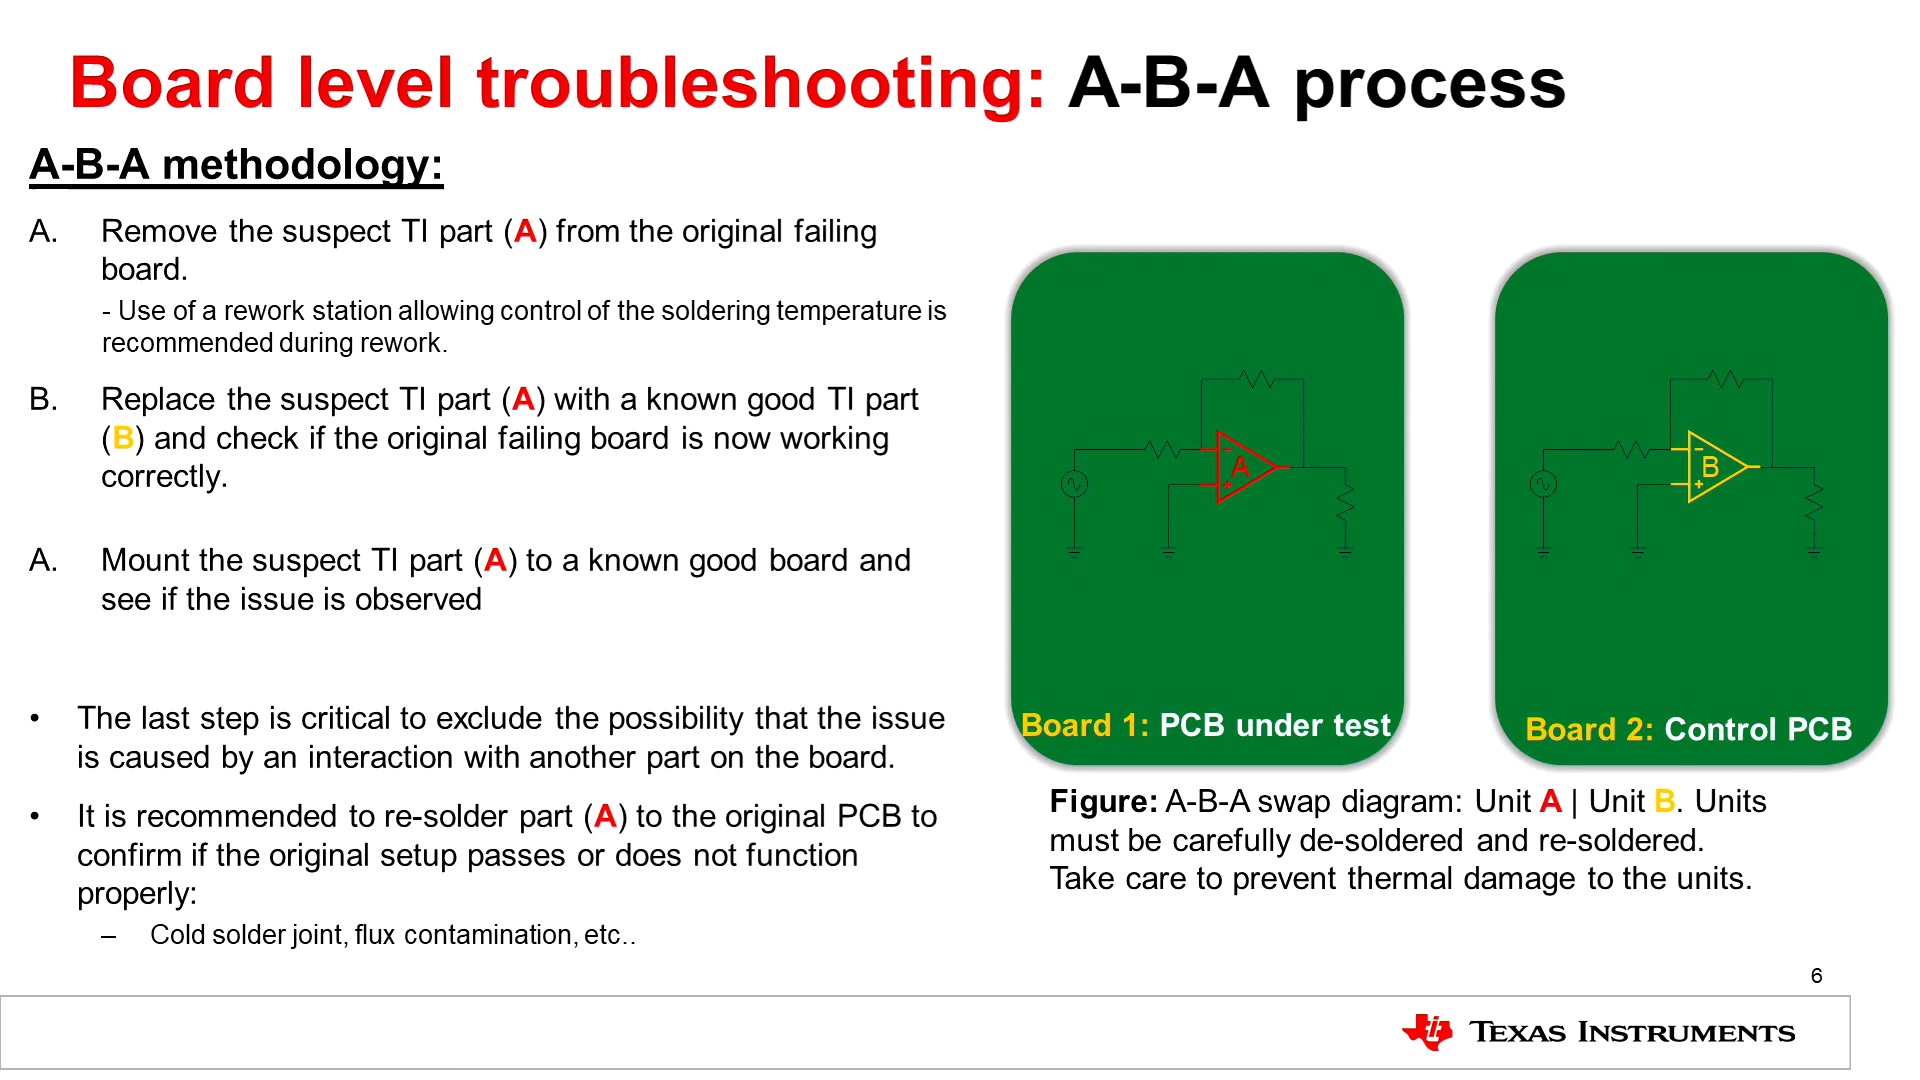 Board level troubleshooting: A-B-A process
A-B-A methodology:
A. Remove the suspect TI part (A) from the original failing
board.
- Use of a rework station allowing control of the soldering temperature is
recommended during rework.
B. Replace the suspect TI part (A) with a known good TI part
(B) and check if the original failing board is now working
correctly.
A. Mount the suspect TI part (A) to a known good board and
see if the issue is observed
• The last step is critical to exclude the possibility that the issue
is caused by an interaction with another part on the board.
• It is recommended to re-solder part (A) to the original PCB to
confirm if the original setup passes or does not function
properly:
– Cold solder joint, flux contamination, etc..
A
Board 1: PCB under test
B
Board 2: Control PCB
Figure: A-B-A swap diagram: Unit A | Unit B. Units
must be carefully de-soldered and re-soldered.
Take care to prevent thermal damage to the units.
6
TEXAS INSTRUMENTS